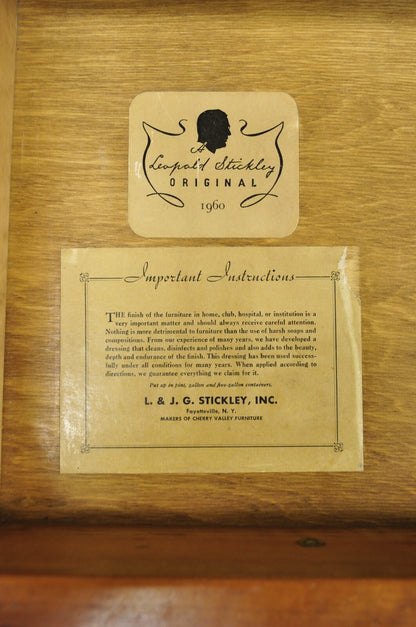 A
Leopold Stickley
ORIGINAL
1960
Important Instructions
THE finish of the furniture in home, club, hospital, or institution is a
very important matter and should always receive careful attention.
Nothing is more detrimental to furniture than the use of harsh soaps and
compositions. From our experience of many years, we have developed a
dressing that cleans, disinfects and polishes and also adds to the beauty,
depth and endurance of the finish. This dressing has been used success-
fully under all conditions for many years. When applied according to
directions, we guarantee everything we claim for it.
Put up in pint, gallon and five-gallon containers.
L. & J. G. STICKLEY, INC.
Fayetteville, N. Y.
MAKERS OF CHERRY VALLEY FURNITURE